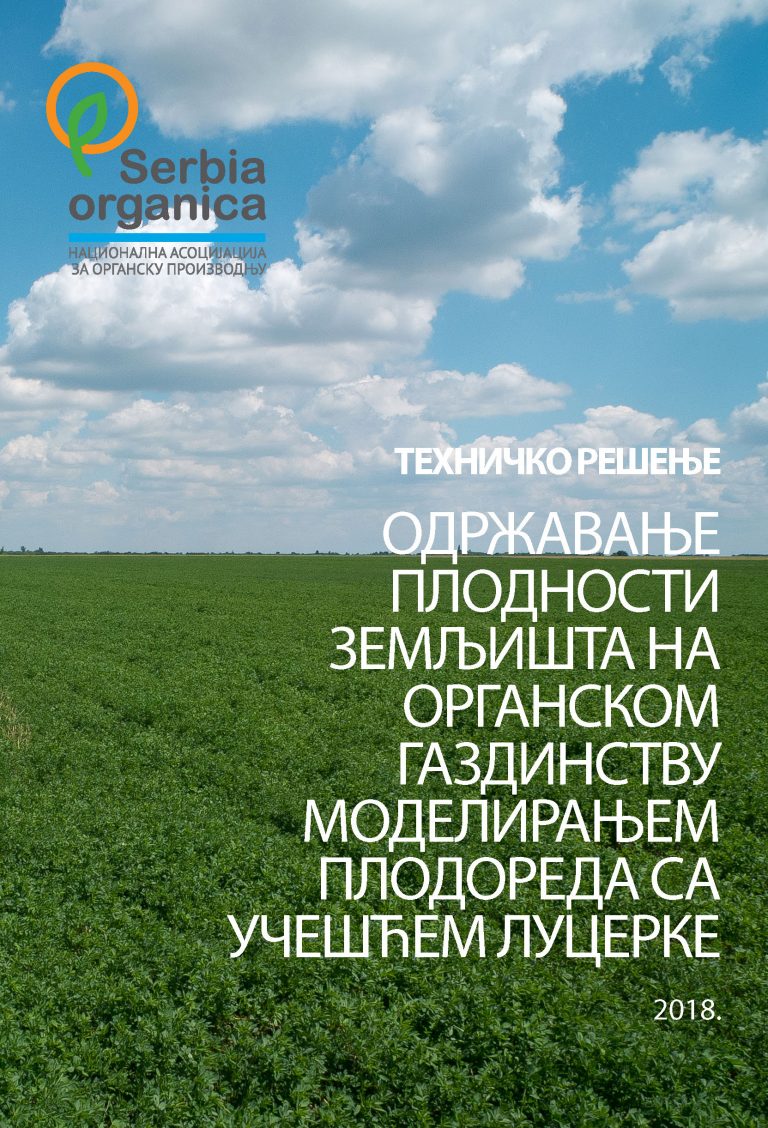 Serbia
organica
НАЦИОНАЛНА АСОЦИЈАЦИЈА
ЗА ОРГАНСКУ ПРОИЗВОДЊУ
ТЕХНИЧКО РЕШЕЊЕ
ОДРЖАВАЊЕ
ПЛОДНОСТИ
ЗЕМЉИШТА НА
ОРГАНСКОМ
ГАЗДИНСТВУ
МОДЕЛИРАЊЕМ
ПЛОДОРЕДА СА
УЧЕШЋЕМ ЛУЦЕРКЕ
2018.